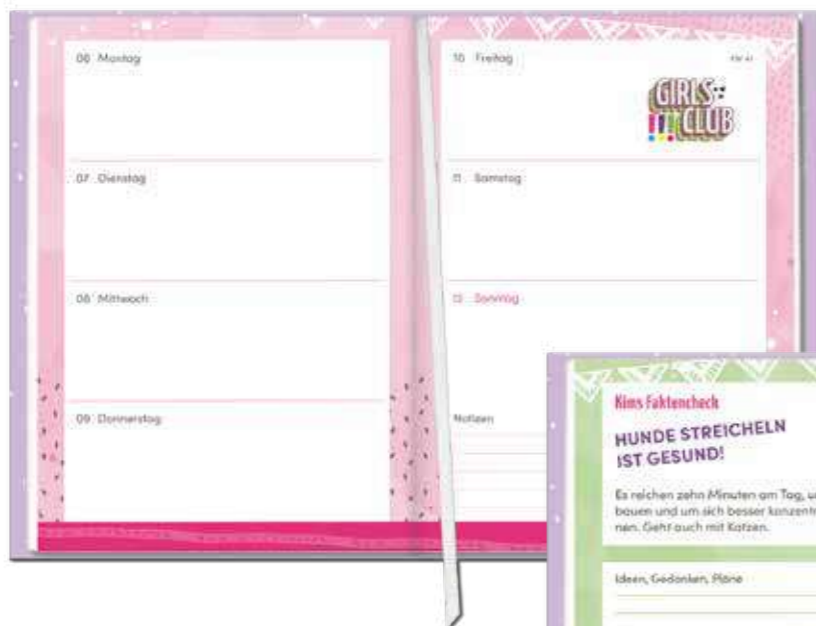 06 Montag
07 Dienstag
08 Mittwoch
09 Donnerstag
10 Freitag
KW 41
GIRLS
!!! CLUB
11 Samstag
12 Sonntag
Notizen
Kims Faktencheck
HUNDE STREICHELN
IST GESUND!
Es reichen zehn Minuten am Tag, u
bauen und um sich besser konzentr
nen. Geht auch mit Katzen.
Ideen, Gedanken, Pläne